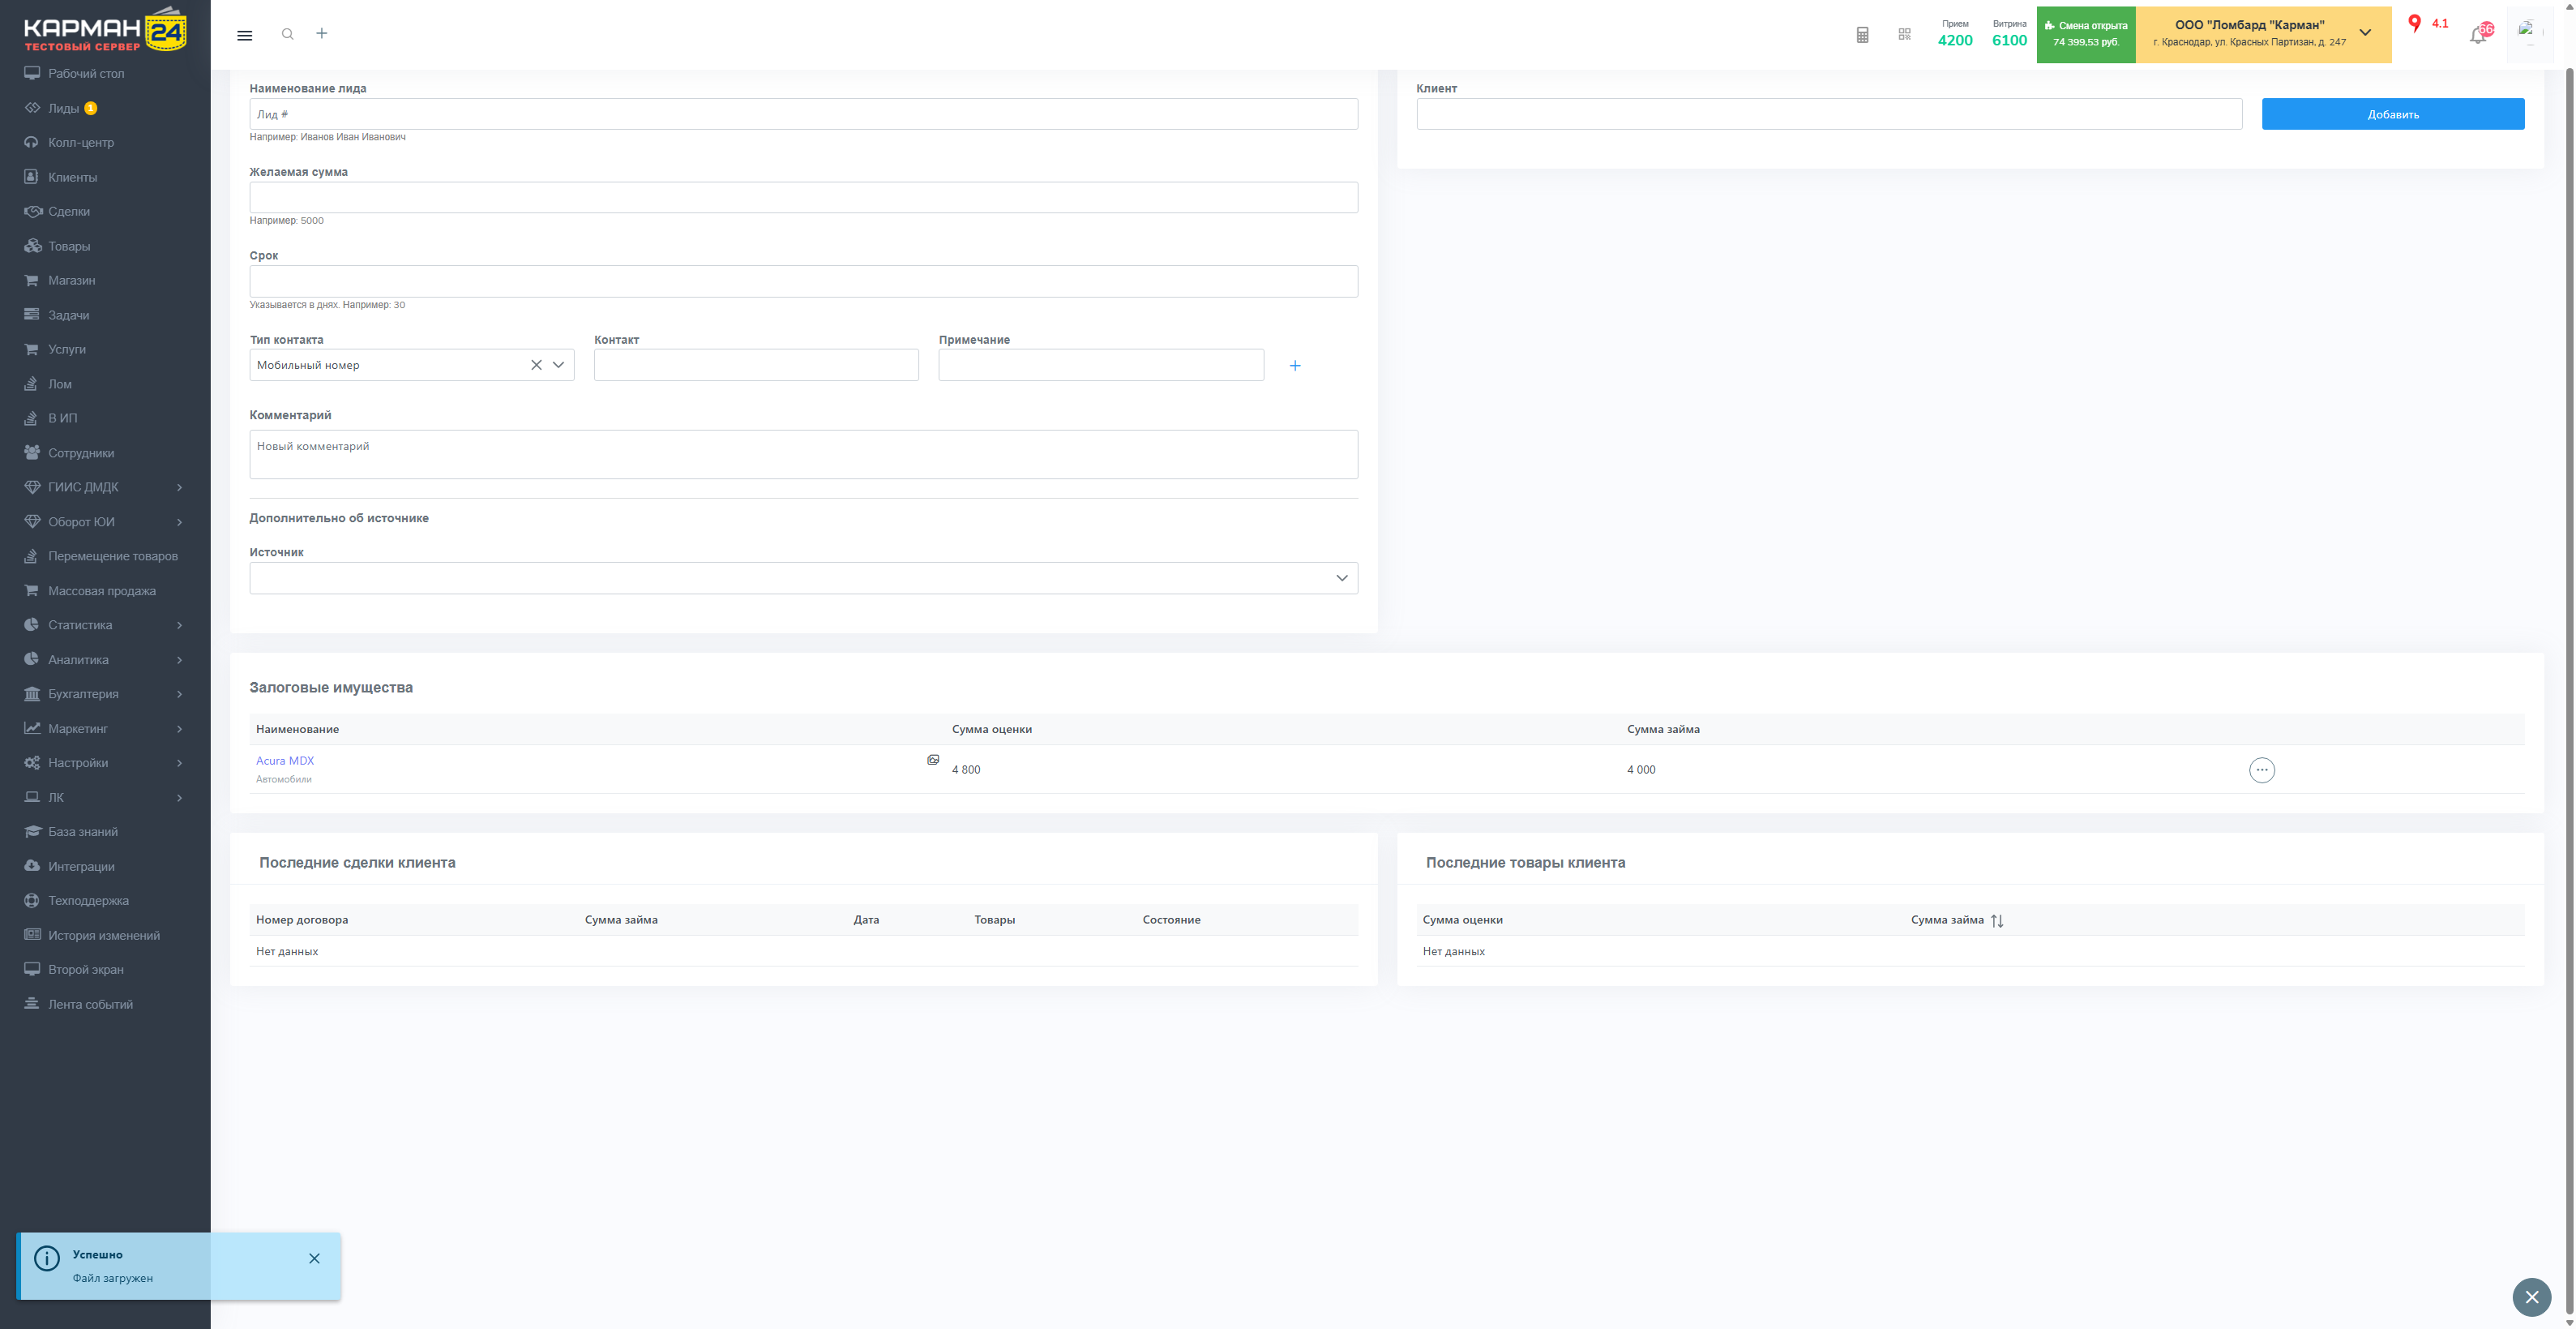 КАРМАН 24
ТЕСТОВЫЙ СЕРВЕР
Рабочий стол
Лиды 1
Колл-центр
Клиенты
Сделки
Товары
Магазин
Задачи
Услуги
Лом
В ИП
Сотрудники
ГИИС ДМДК
Оборот ЮИ
Перемещение товаров
Массовая продажа
Статистика
Аналитика
Бухгалтерия
Маркетинг
Настройки
ЛК
База знаний
Интеграции
Техподдержка
История изменений
Второй экран
Лента событий
Прием
4200
Витрина
6100
Смена открыта
74 399,53 руб.
ООО "Ломбард "Карман"
г. Краснодар, ул. Красных Партизан, д. 247
4.1
66
Наименование лида
Лид #
Например: Иванов Иван Иванович
Желаемая сумма
Например: 5000
Срок
Указывается в днях. Например: 30
Тип контакта Контакт Примечание
Мобильный номер
Комментарий
Новый комментарий
Дополнительно об источнике
Источник
Клиент
Добавить
Залоговые имущества
Наименование Сумма оценки Сумма займа
Acura MDX 4 800 4 000
Автомобили
Последние сделки клиента
Номер договора Сумма займа Дата Товары Состояние
Нет данных
Последние товары клиента
Сумма оценки Сумма займа
Нет данных
Успешно
Файл загружен